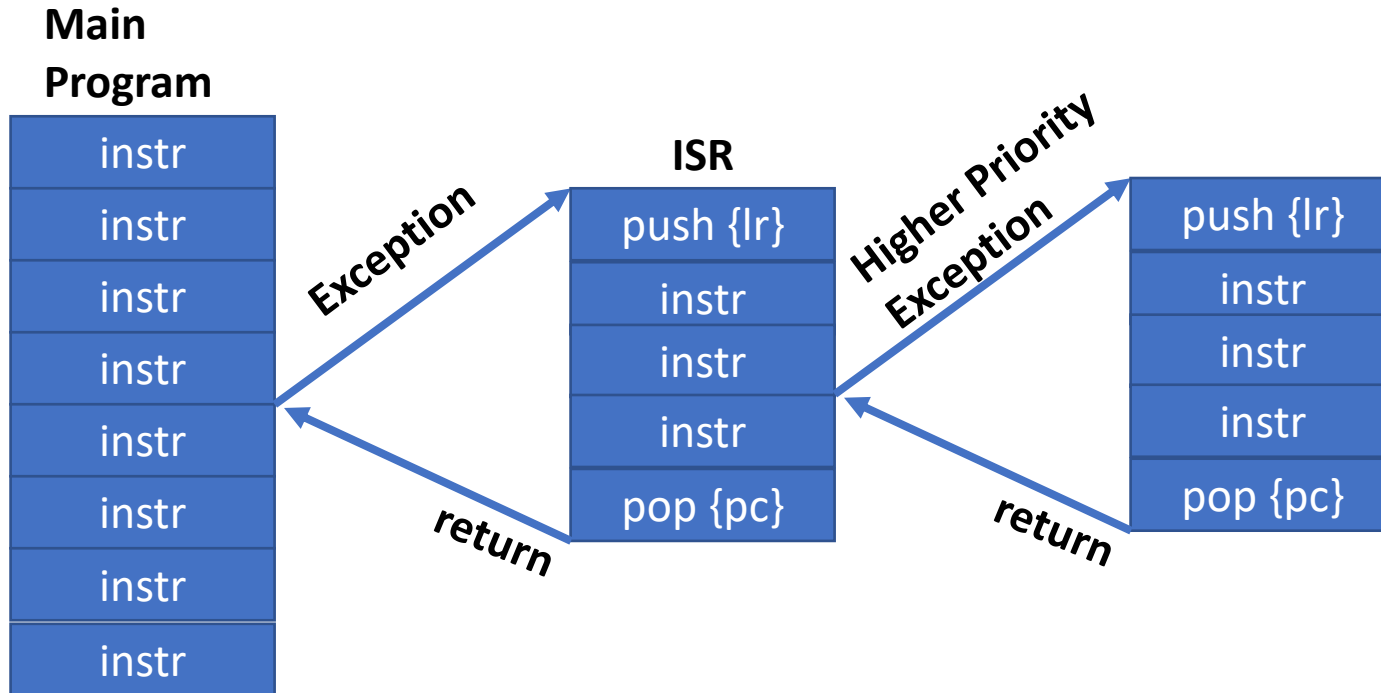 Main
Program
instr
instr
instr
instr
instr
instr
instr
instr
Exception
return
ISR
push {lr}
instr
instr
instr
pop {pc}
Higher Priority
Exception
return
push {lr}
instr
instr
instr
pop {pc}